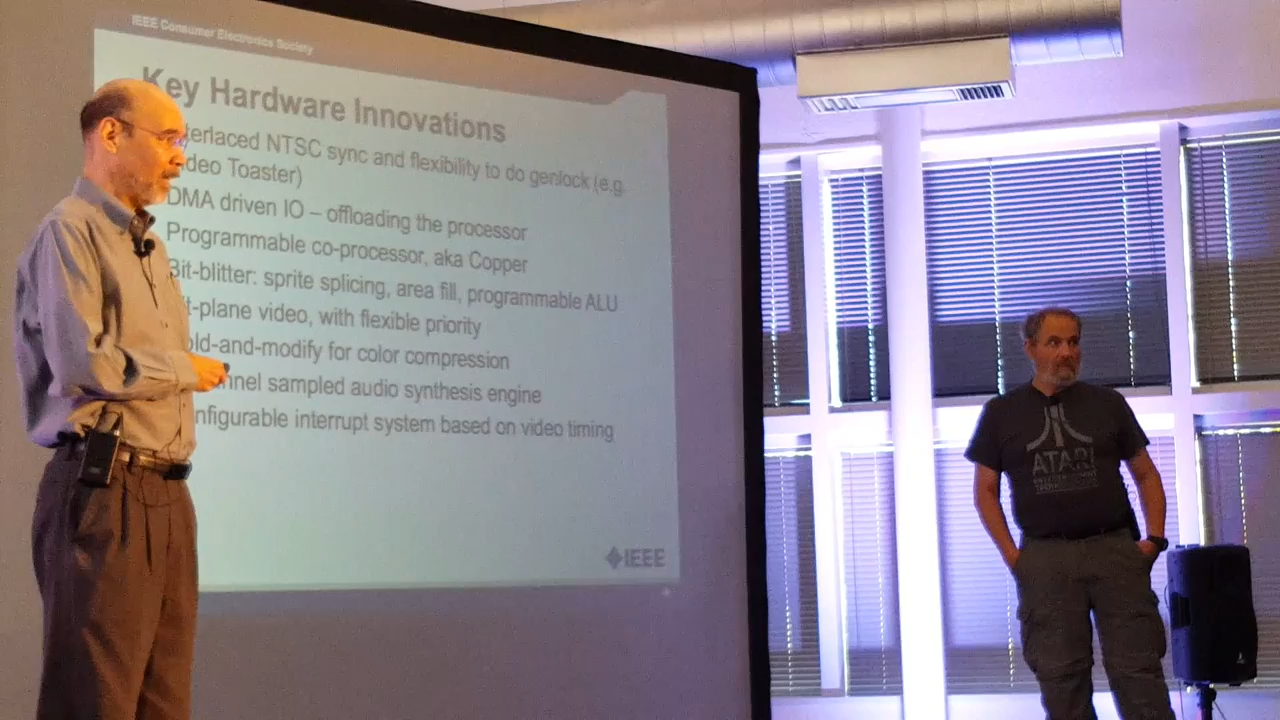 IEEE Consumer Electronics Society
Key Hardware Innovations
terlaced NTSC sync and flexibility to do genlock (e.g.
ideo Toaster)
DMA driven IO – offloading the processor
Programmable co-processor, aka Copper
Bit-blitter: sprite splicing, area fill, programmable ALU
t-plane video, with flexible priority
old-and-modify for color compression
nnel sampled audio synthesis engine
nfigurable interrupt system based on video timing
IEEE
ATARI